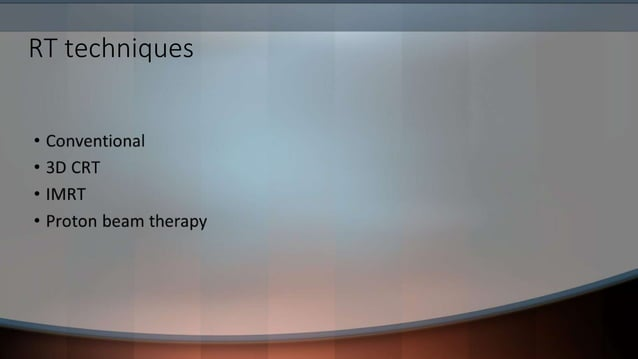 RT techniques
• Conventional
• 3D CRT
• IMRT
• Proton beam therapy